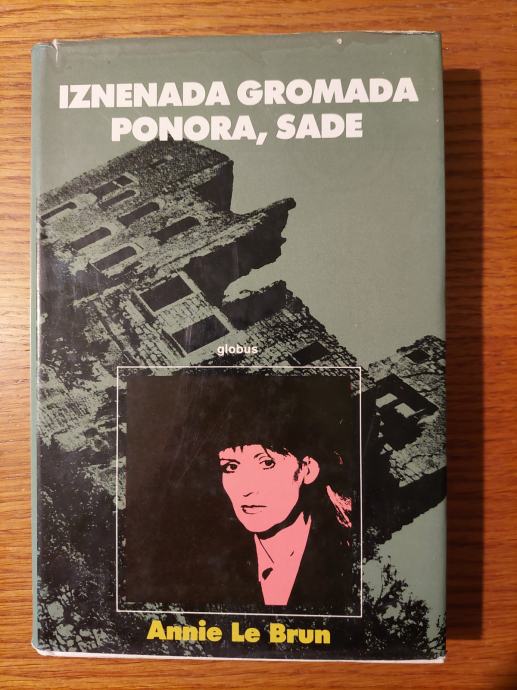 IZNENADA GROMADA
PONORA, SADE
globus
Annie Le Brun